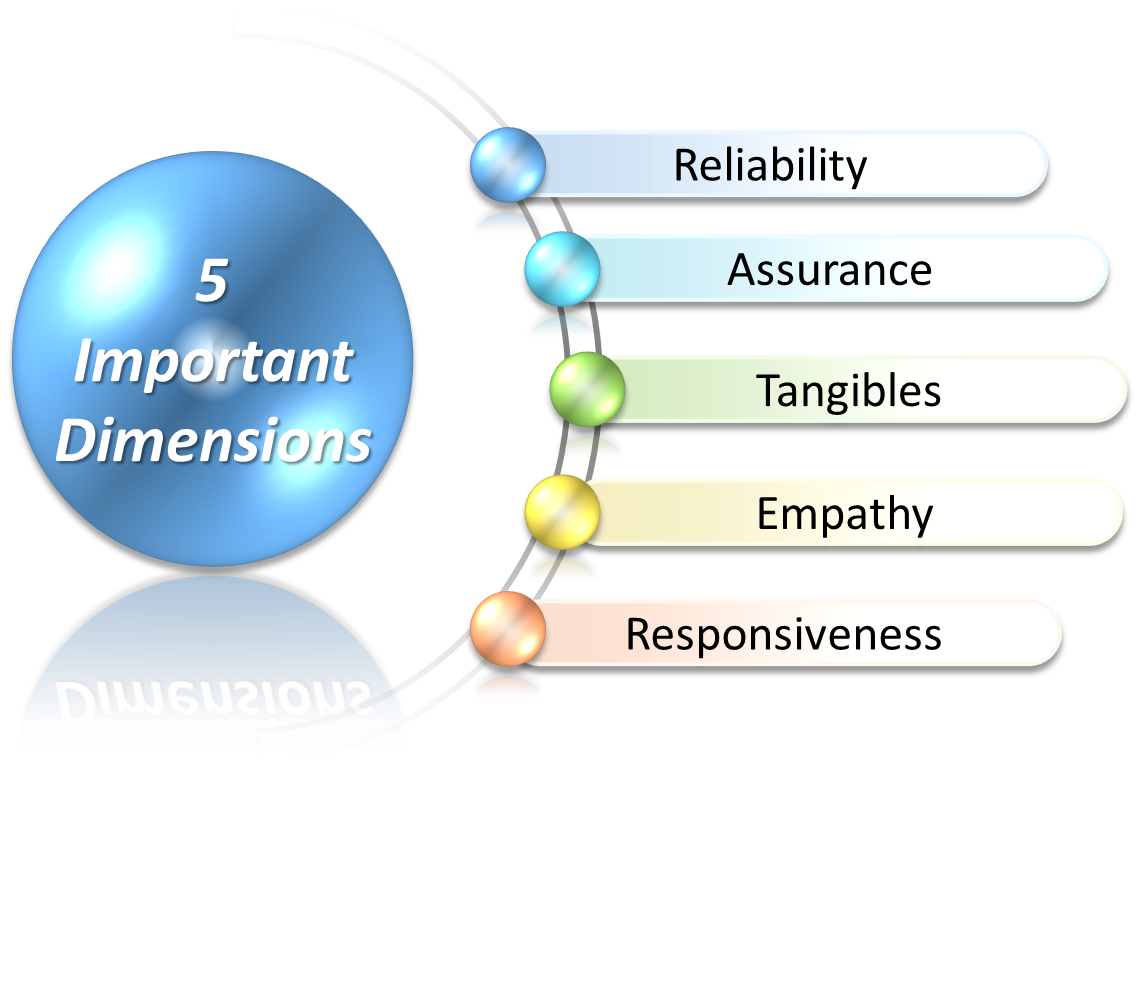 5
Important
Dimensions
Reliability
Assurance
Tangibles
Empathy
Responsiveness